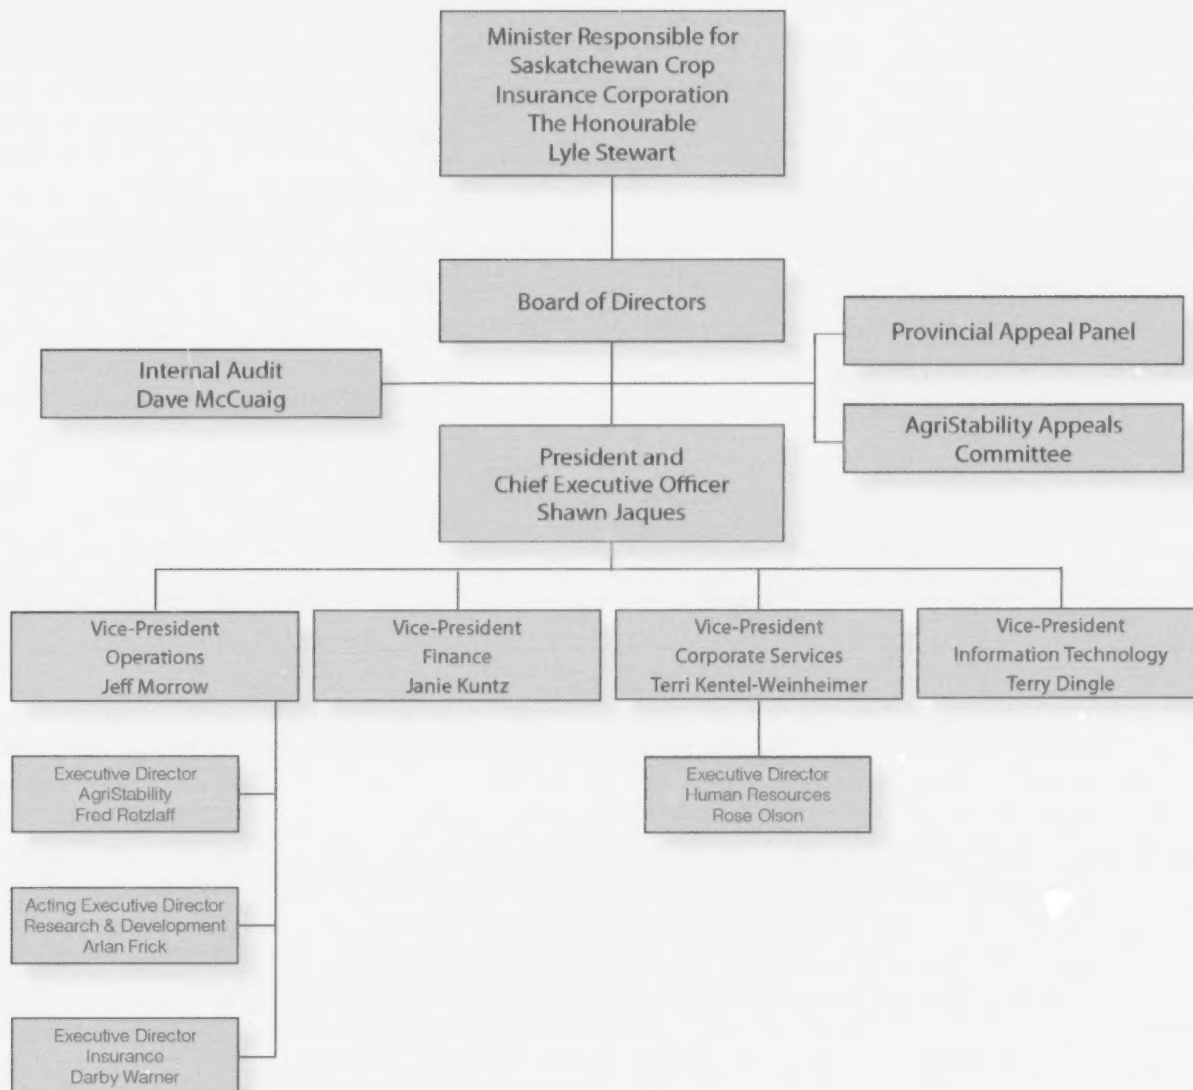 Minister Responsible for
Saskatchewan Crop
Insurance Corporation
The Honourable
Lyle Stewart
Board of Directors
Provincial Appeal Panel
Internal Audit
Dave McCuaig
AgriStability Appeals
Committee
President and
Chief Executive Officer
Shawn Jaques
Vice-President
Operations
Jeff Morrow
Vice-President
Finance
Janie Kuntz
Vice-President
Corporate Services
Terri Kentel-Weinheimer
Vice-President
Information Technology
Terry Dingle
Executive Director
AgriStability
Fred Retzlaff
Executive Director
Human Resources
Rose Olson
Acting Executive Director
Research & Development
Arlan Frick
Executive Director
Insurance
Darby Warner